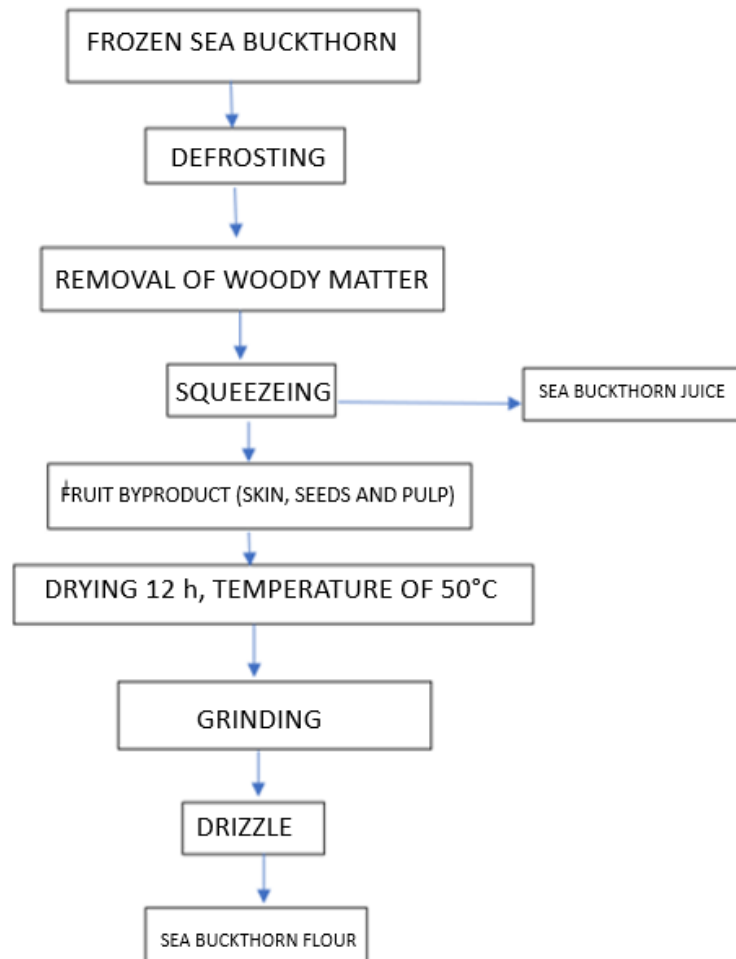 FROZEN SEA BUCKTHORN
DEFROSTING
REMOVAL OF WOODY MATTER
SQUEEZEING
SEA BUCKTHORN JUICE
FRUIT BYPRODUCT (SKIN, SEEDS AND PULP)
DRYING 12 h, TEMPERATURE OF 50°C
GRINDING
DRIZZLE
SEA BUCKTHORN FLOUR